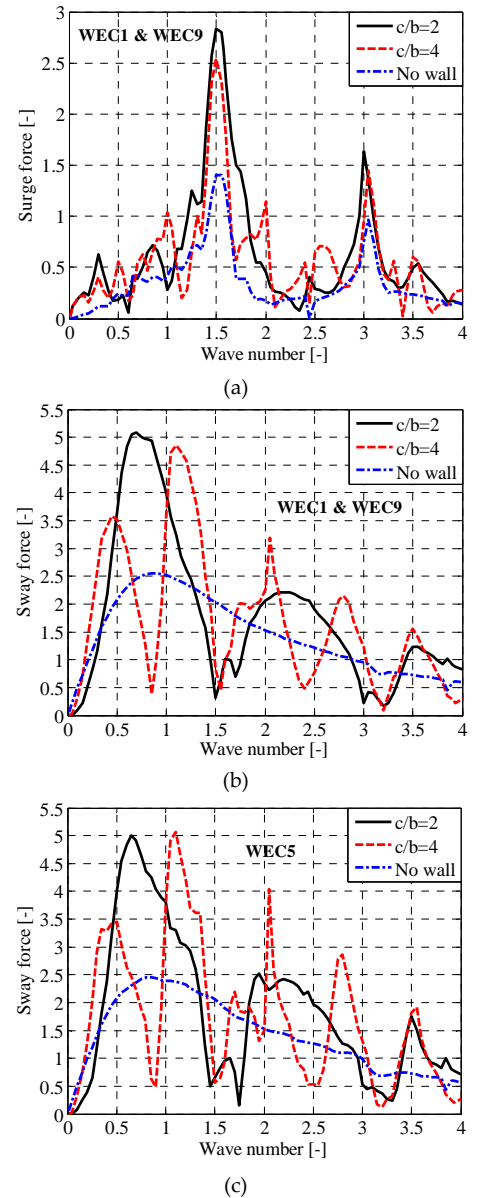 WEC1 & WEC9
c/b=2
c/b=4
No wall
Surge force [-]
3
2.5
2
1.5
1
0.5
0
0 0.5 1 1.5 2 2.5 3 3.5 4
Wave number [-]
(a)
c/b=2
c/b=4
No wall
WEC1 & WEC9
Sway force [-]
5.5
5
4.5
4
3.5
3
2.5
2
1.5
1
0.5
0
0 0.5 1 1.5 2 2.5 3 3.5 4
Wave number [-]
(b)
c/b=2
c/b=4
No wall
WEC5
Sway force [-]
5.5
5
4.5
4
3.5
3
2.5
2
1.5
1
0.5
0
0 0.5 1 1.5 2 2.5 3 3.5 4
Wave number [-]
(c)